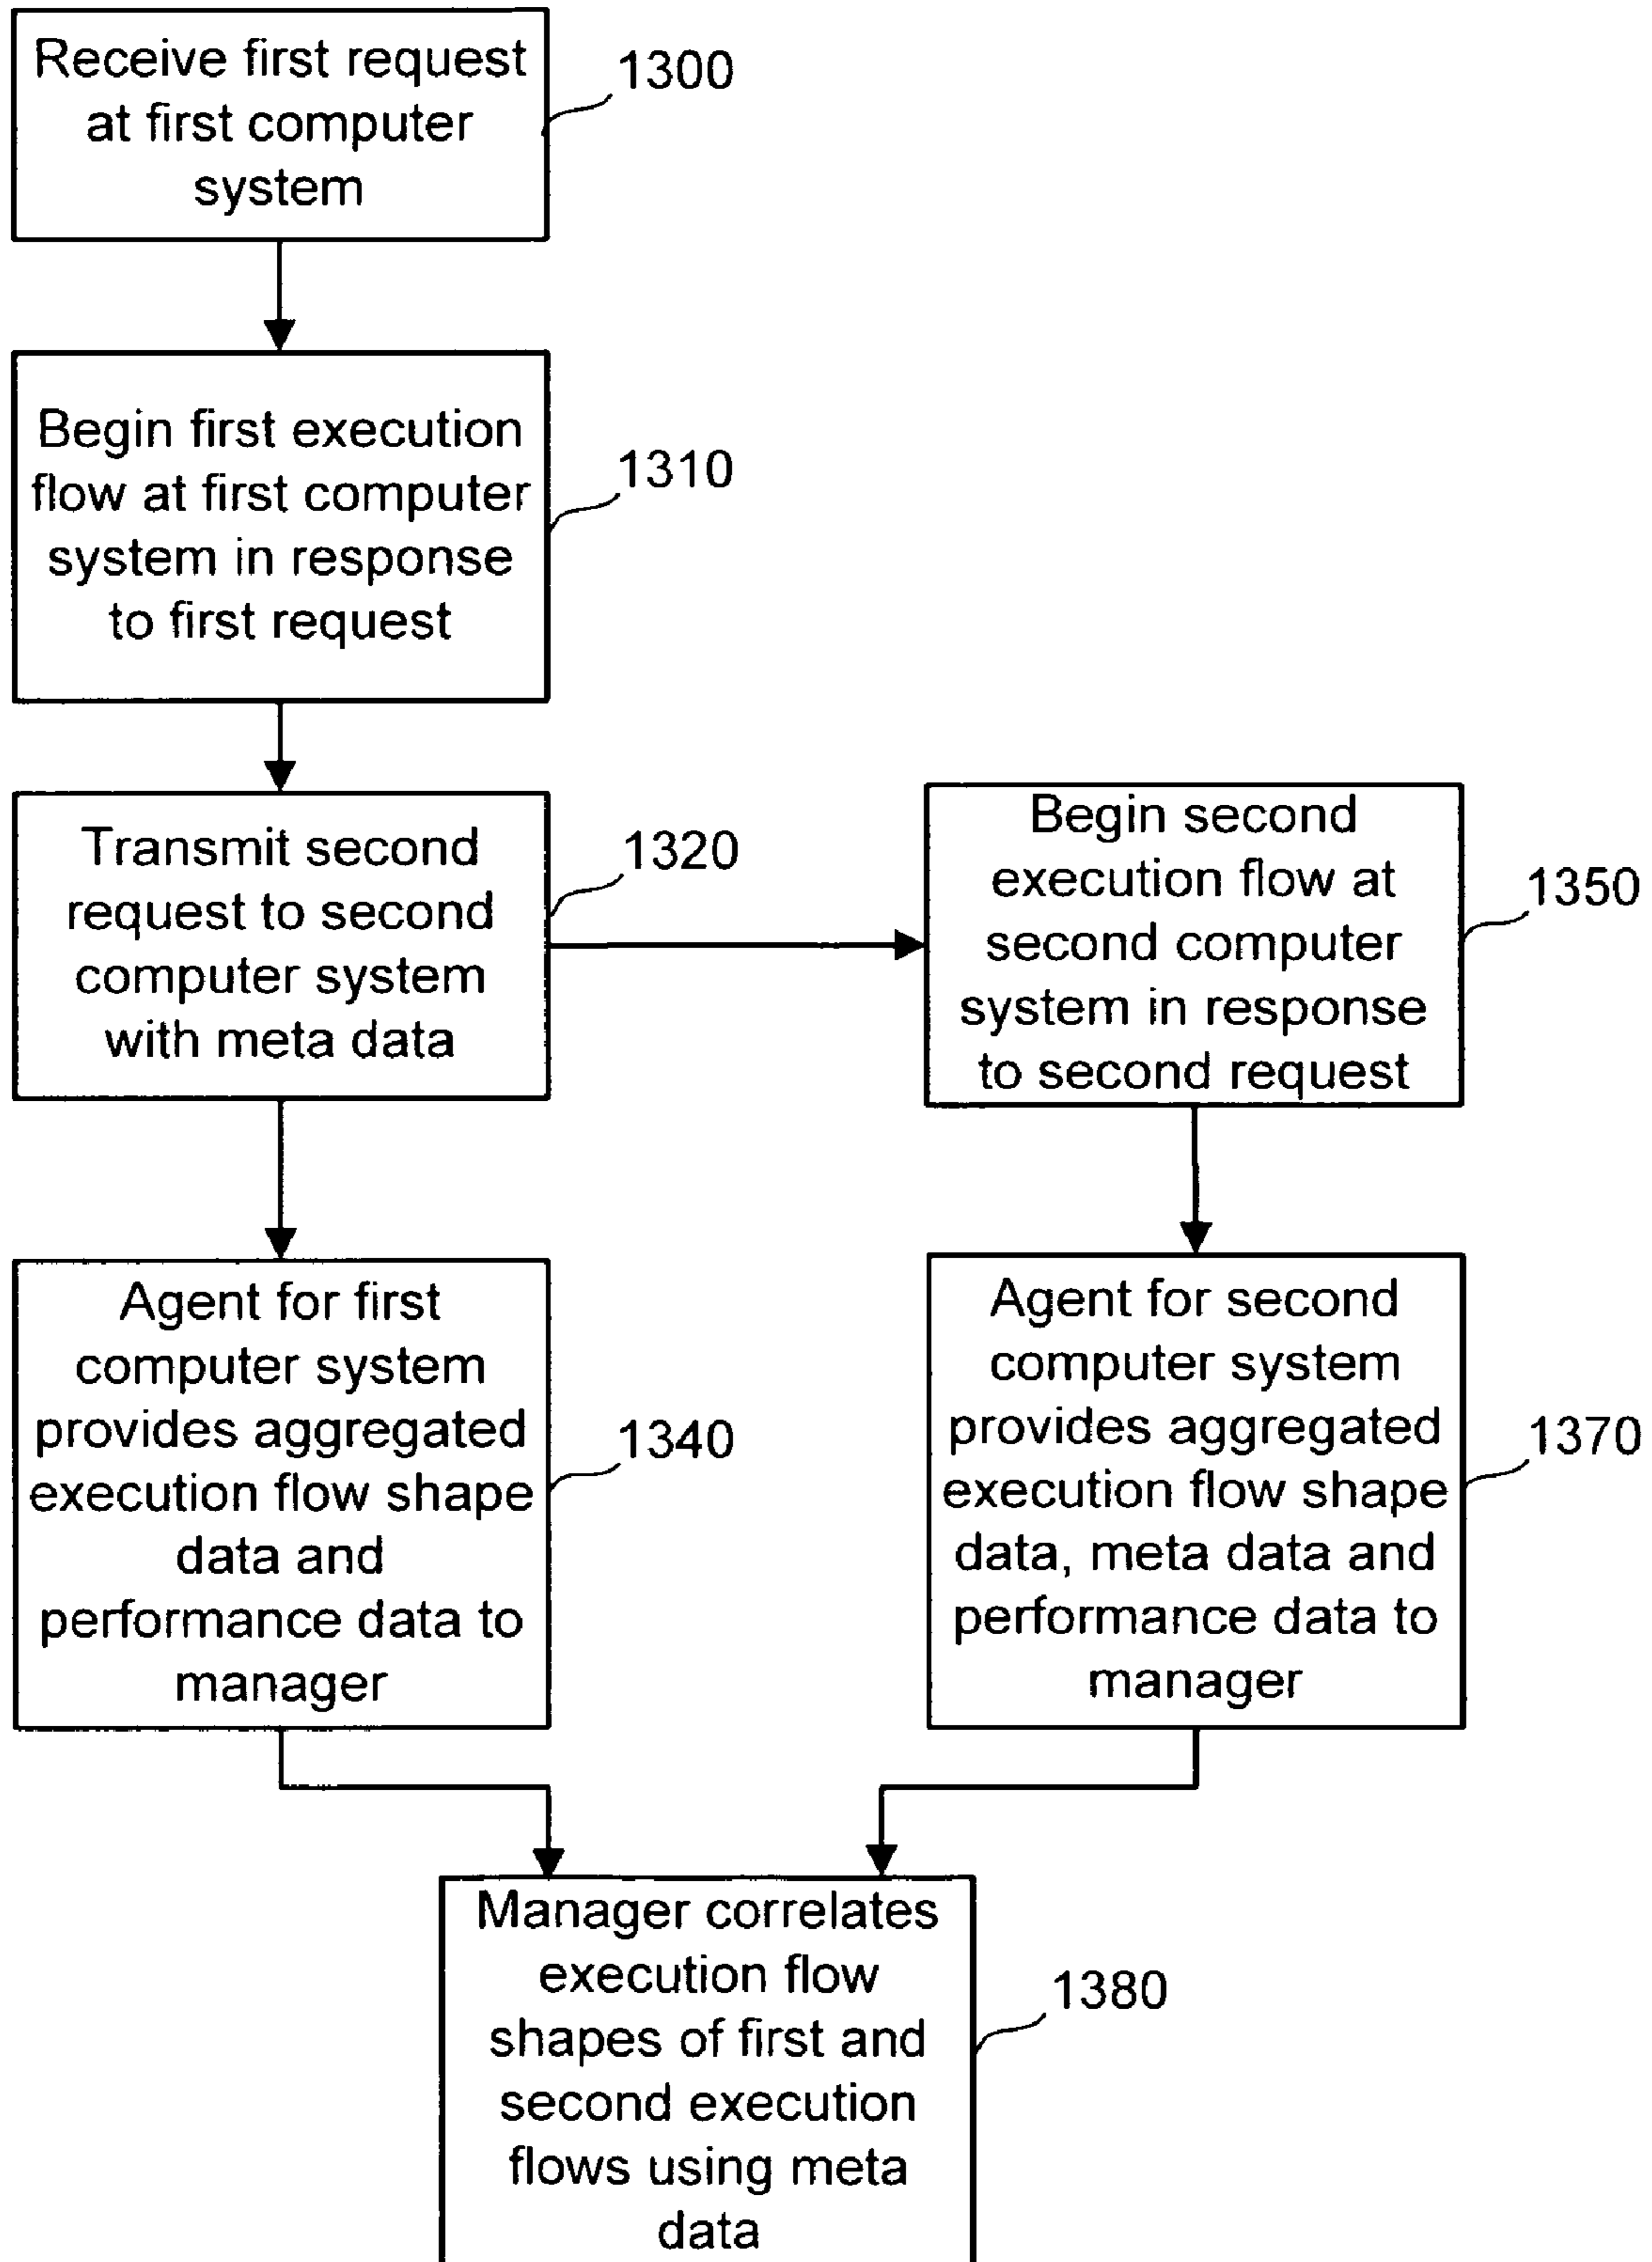 Receive first request
at first computer
system
1300
Begin first execution
flow at first computer
system in response
to first request
1310
Transmit second
request to second
computer system
with meta data
1320
Begin second
execution flow at
second computer
system in response
to second request
1350
Agent for first
computer system
provides aggregated
execution flow shape
data and
performance data to
manager
1340
Agent for second
computer system
provides aggregated
execution flow shape
data, meta data and
performance data to
manager
1370
Manager correlates
execution flow
shapes of first and
second execution
flows using meta
data
1380